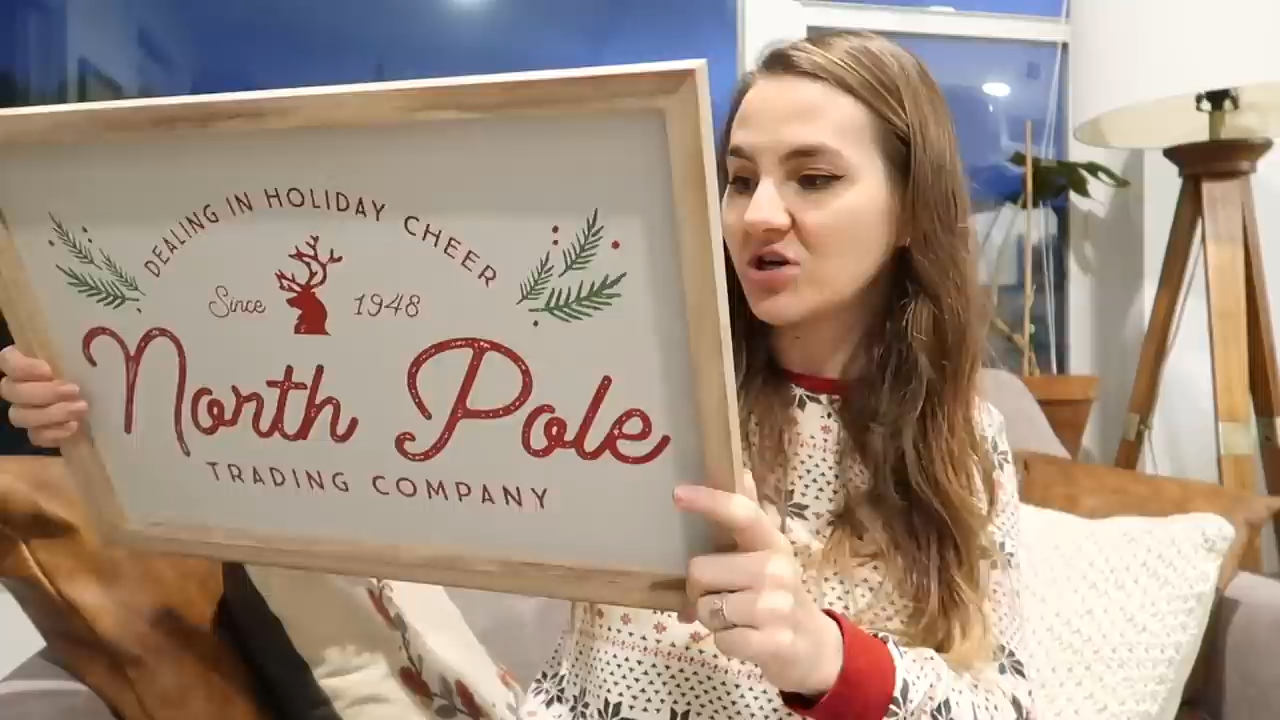 DEALING IN HOLIDAY CHEER
Since 1948
North Pole
TRADING COMPANY